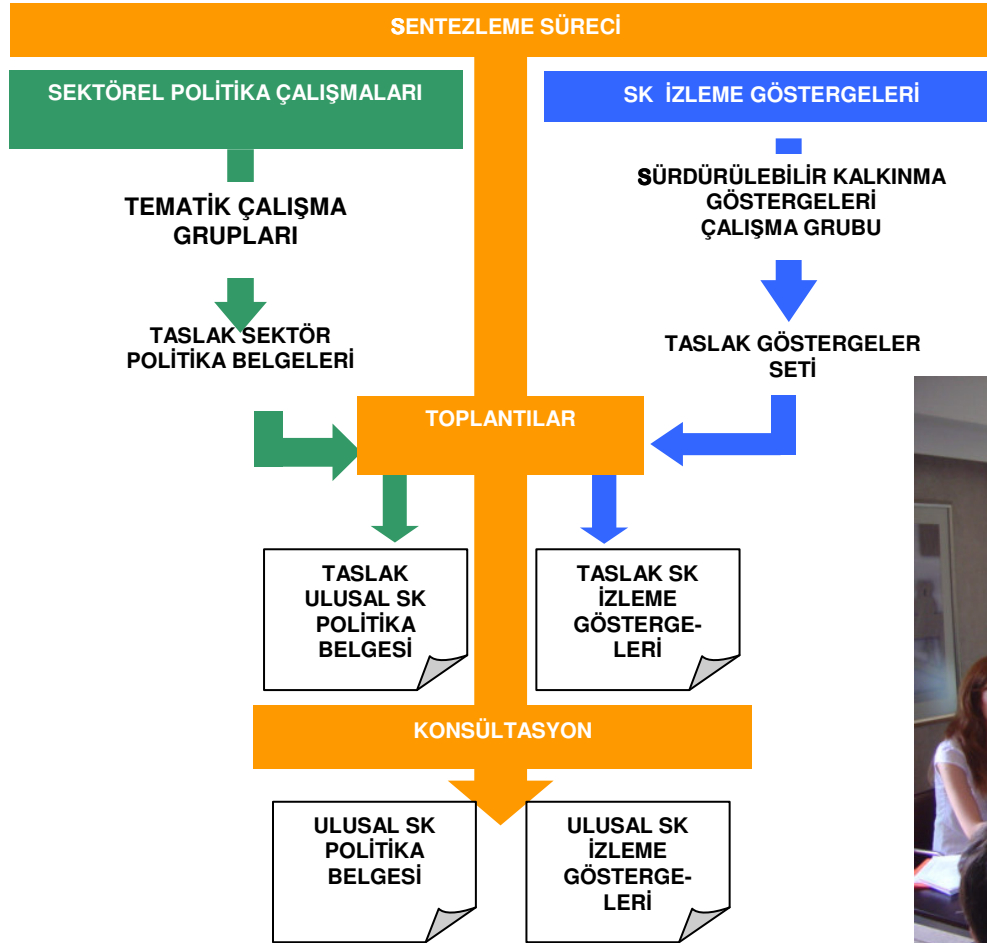 SENTEZLEME SÜRECİ
SEKTÖREL POLİTİKA ÇALIŞMALARI
TEMATİK ÇALIŞMA
GRUPLARI
TASLAK SEKTÖR
POLİTİKA BELGELERİ
SK İZLEME GÖSTERGELERİ
SÜRDÜRÜLEBİLİR KALKINMA
GÖSTERGELERİ
ÇALIŞMA GRUBU
TASLAK GÖSTERGELER
SETİ
TOPLANTILAR
TASLAK
ULUSAL SK
POLİTİKA
BELGESİ
TASLAK SK
İZLEME
GÖSTERGE-
LERİ
KONSÜLTASYON
ULUSAL SK
POLİTİKA
BELGESİ
ULUSAL SK
İZLEME
GÖSTERGE-
LERİ